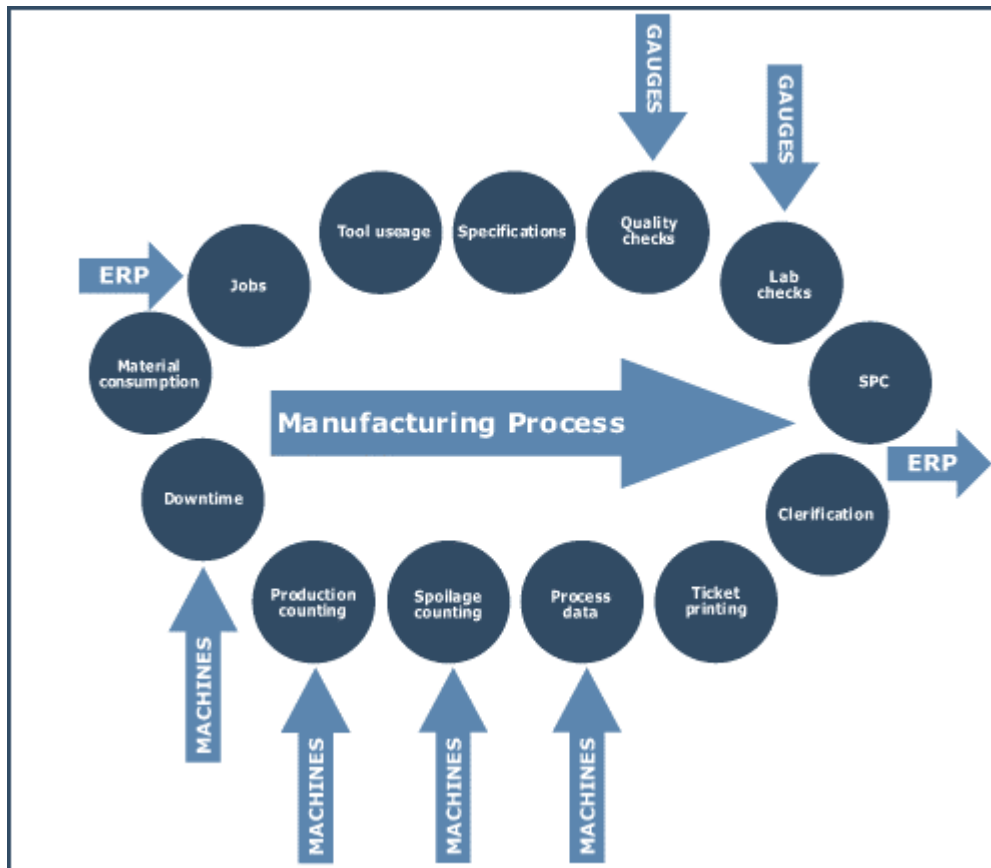 GAUGES
GAUGES
Tool useage
Specifications
Quality
checks
ERP
Jobs
Lab
checks
Material
consumption
SPC
Manufacturing Process
ERP
Downtime
Clerification
Production
counting
Spoilage
counting
Process
data
Ticket
printing
MACHINES
MACHINES
MACHINES
MACHINES